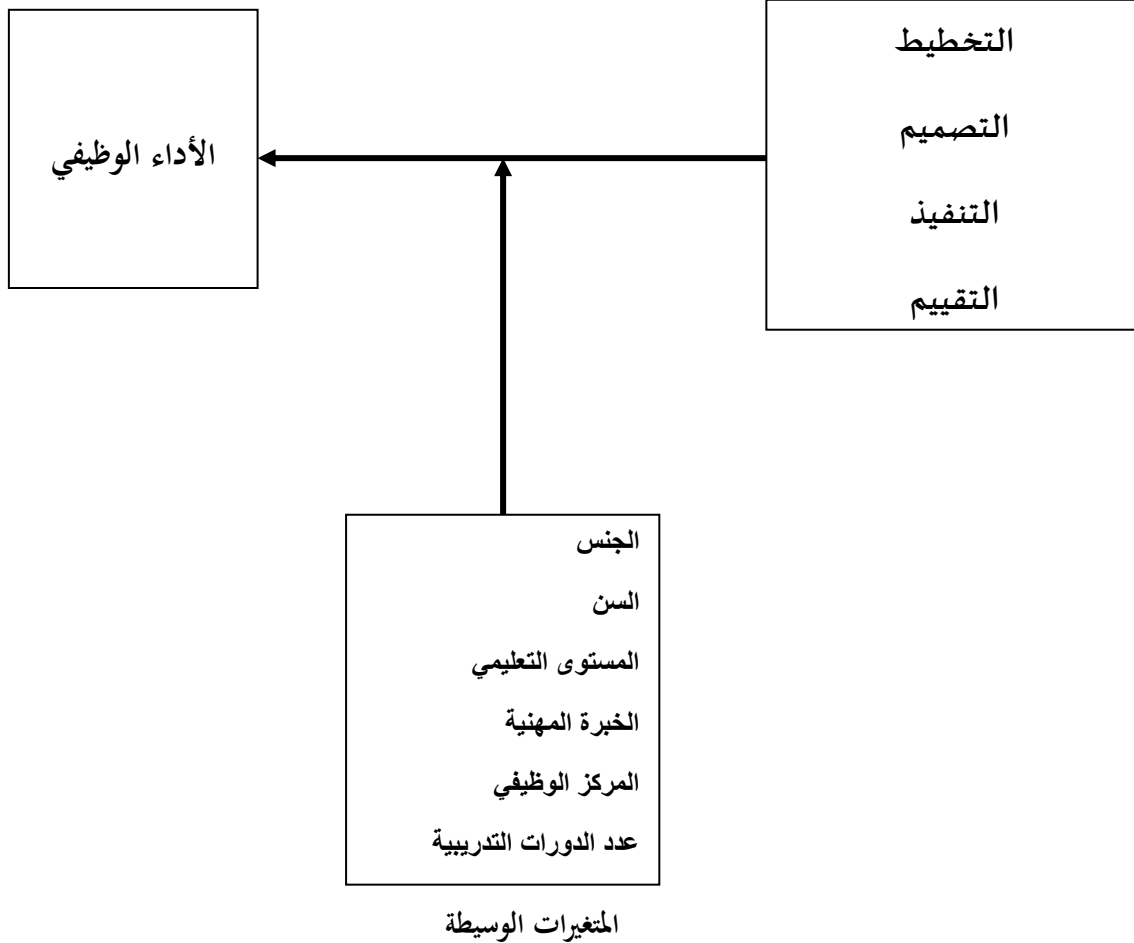 التخطيط
التصميم
التنفيذ
التقييم
الأداء الوظيفي
الجنس
السن
المستوى التعليمي
الخبرة المهنية
المركز الوظيفي
عدد الدورات التدريبية
المتغيرات الوسيطة